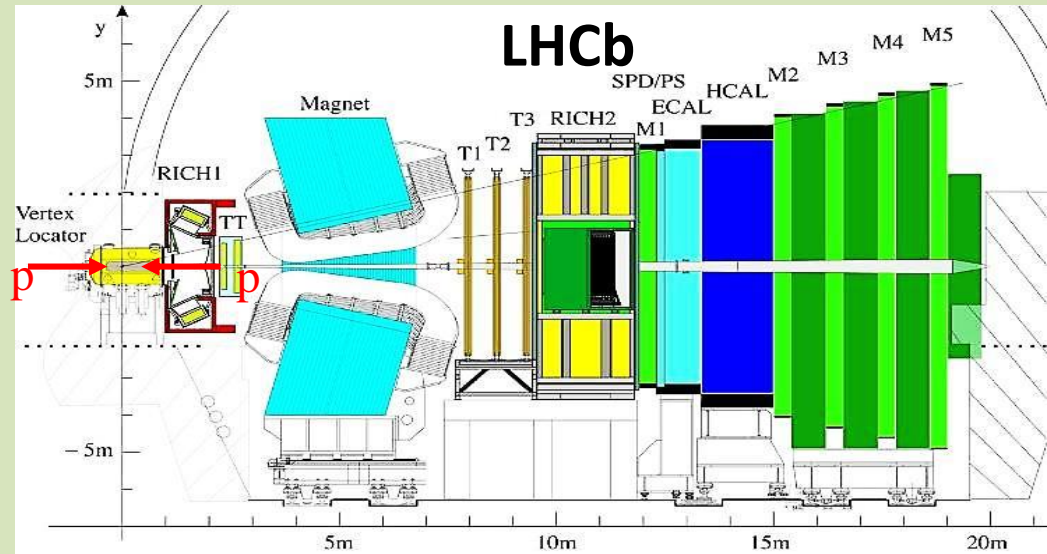 LHCb
y
5m
Magnet
SPD/PS
ECAL
HCAL
M1
M2
M3
M4
M5
T1
T2
T3
RICH2
RICH1
TT
Vertex
Locator
p
p
– 5m
5m
10m
15m
20m